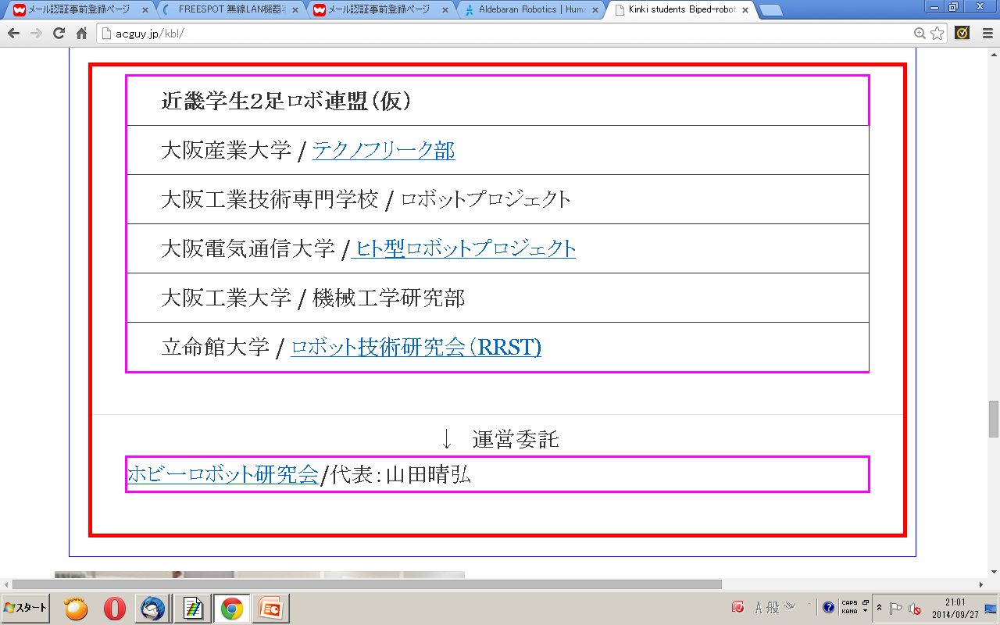 メール認証事前登録ページ
FREESPOT 無線LAN機器
メール認証事前登録ページ
Aldebaran Robotics | Huma
Kinki students Biped-robot
acguy.jp/kbl/
近畿学生2足ロボ連盟（仮）
大阪産業大学 / テクノフリーク部
大阪工業技術専門学校 / ロボットプロジェクト
大阪電気通信大学 / ヒト型ロボットプロジェクト
大阪工業大学 / 機械工学研究部
立命館大学 / ロボット技術研究会（RRST)
↓　運営委託
ホビーロボット研究会/代表：山田晴弘
スタート
A 般
CAPS
KANA
21:01
2014/09/27